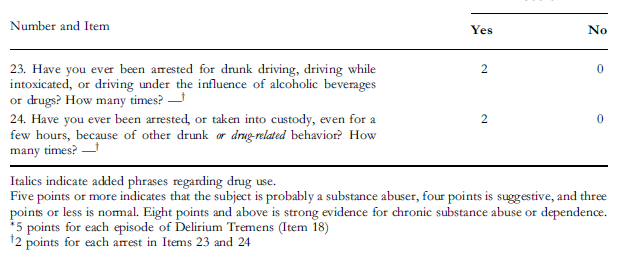 Number and Item Yes No
23. Have you ever been arrested for drunk driving, driving while 2 0
intoxicated, or driving under the influence of alcoholic beverages
or drugs? How many times? —†
24. Have you ever been arrested, or taken into custody, even for a 2 0
few hours, because of other drunk or drug-related behavior? How
many times? —†
Italics indicate added phrases regarding drug use.
Five points or more indicates that the subject is probably a substance abuser, four points is suggestive, and three
points or less is normal. Eight points and above is strong evidence for chronic substance abuse or dependence.
*5 points for each episode of Delirium Tremens (Item 18)
†2 points for each arrest in Items 23 and 24